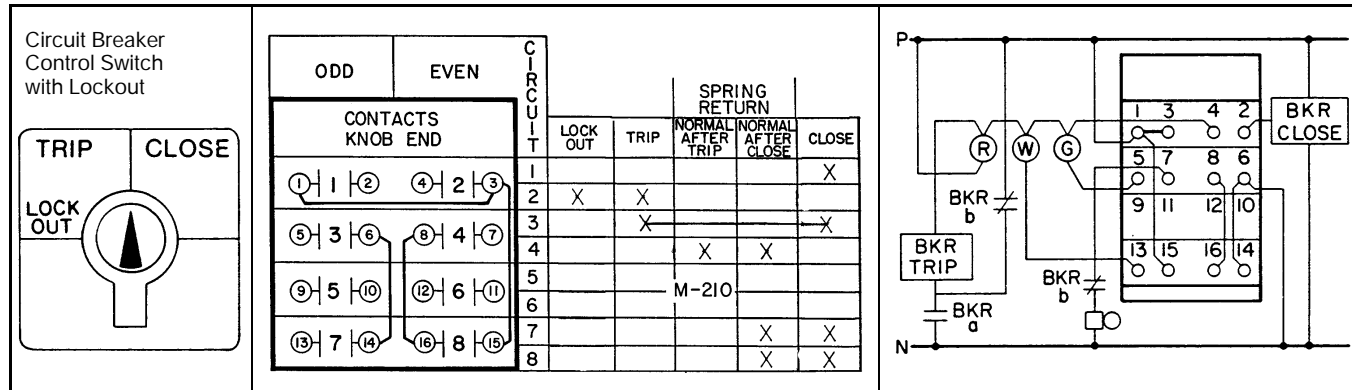 Circuit Breaker
Control Switch
with Lockout
TRIP CLOSE
LOCK
OUT
ODD EVEN
CONTACTS
KNOB END
1 1 2 4 2 3
5 3 6 8 4 7
9 5 10 12 6 11
13 7 14 16 8 15
CIRCUIT
SPRING
RETURN
LOCK
OUT
TRIP
NORMAL
AFTER
TRIP
NORMAL
AFTER
CLOSE
CLOSE
1 X
2 X X
3 X X
4 X X
5
M-210
6
7 X X
8 X X
P
R W G
1 3 4 2
5 7 8 6
9 11 12 10
13 15 16 14
BKR
CLOSE
BKR
b
BKR
TRIP
BKR
a
BKR
b
N